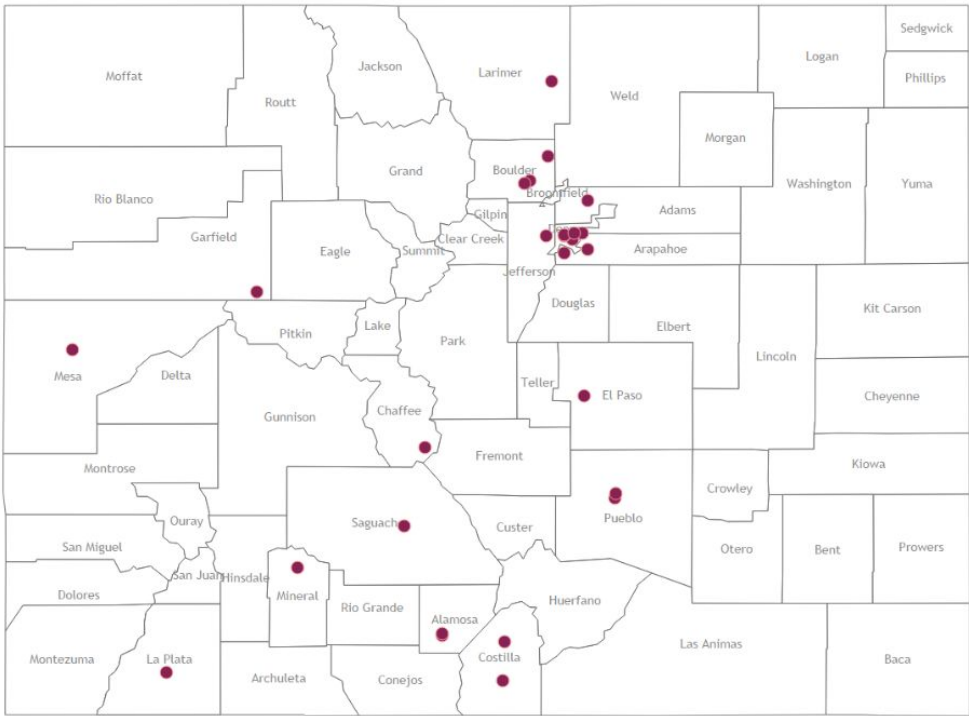 Sedgwick
Logan
Jackson
Larimer
Moffat
Phillips
Weld
Routt
Morgan
Grand
Boulder
Washington
Yuma
Broomfield
Rio Blanco
Adams
Gilpin
Garfield
Clear Creek
Eagle
Summit
Arapahoe
Jefferson
Douglas
Kit Carson
Lake
Elbert
Pitkin
Park
Lincoln
Delta
Mesa
Teller
El Paso
Cheyenne
Chaffee
Gunnison
Fremont
Kiowa
Montrose
Crowley
Pueblo
Ouray
Saguach
Custer
San Miguel
Otero
Bent
Prowers
San Juan
Hinsdale
Dolores
Mineral
Huerfano
Rio Grande
Alamosa
Las Animas
Montezuma
La Plata
Costilla
Baca
Archuleta
Conejos